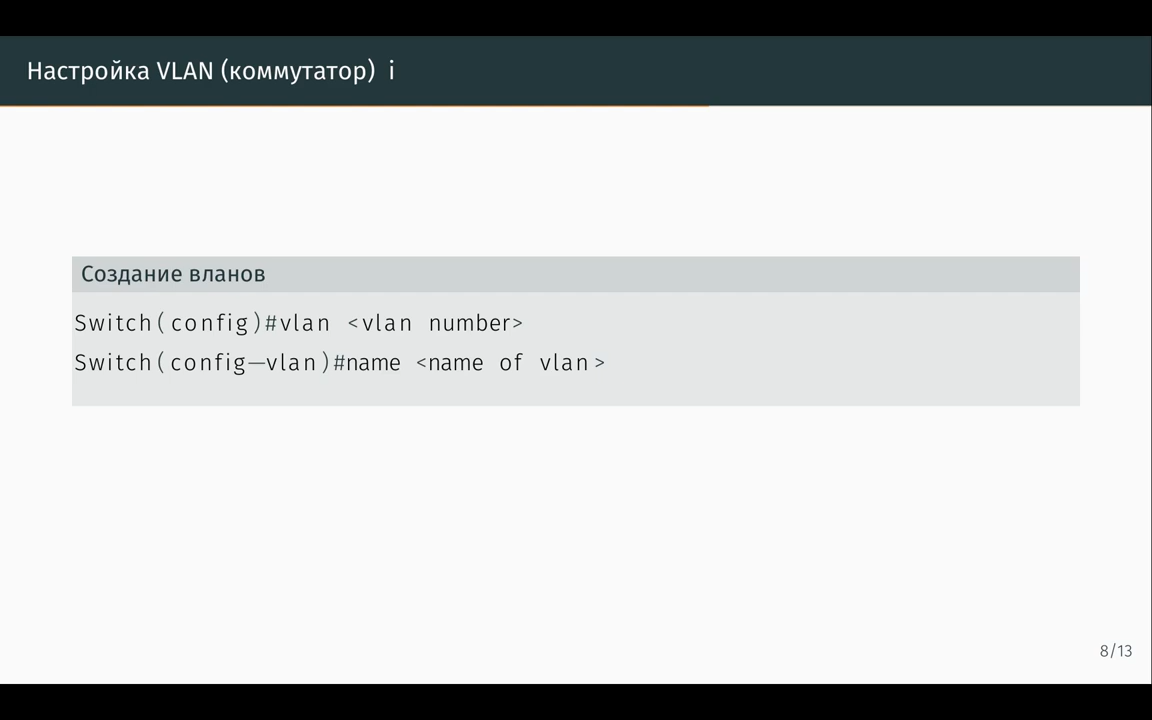 Настройка VLAN (коммутатор) i
Создание вланов
Switch(config)#vlan <vlan number>
Switch(config—vlan)#name <name of vlan>
8/13